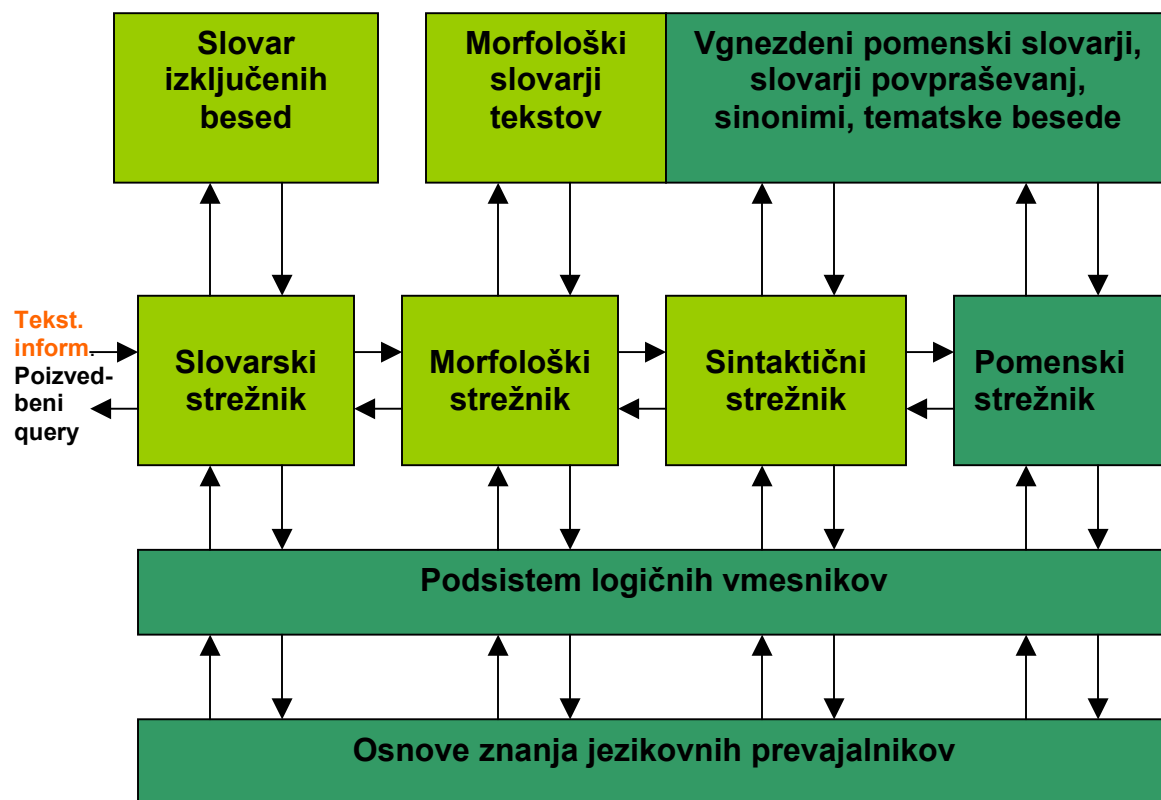 Slovar
izključenih
besed
Morfološki
slovarji
tekstov
Vgnezdeni pomenski slovarji,
slovarji povpraševanj,
sinonimi, tematske besede
Tekst.
inform.
Poizved-
beni
query
Slovarski
strežnik
Morfološki
strežnik
Sintaktični
strežnik
Pomenski
strežnik
Podsistem logičnih vmesnikov
Osnove znanja jezikovnih prevajalnikov